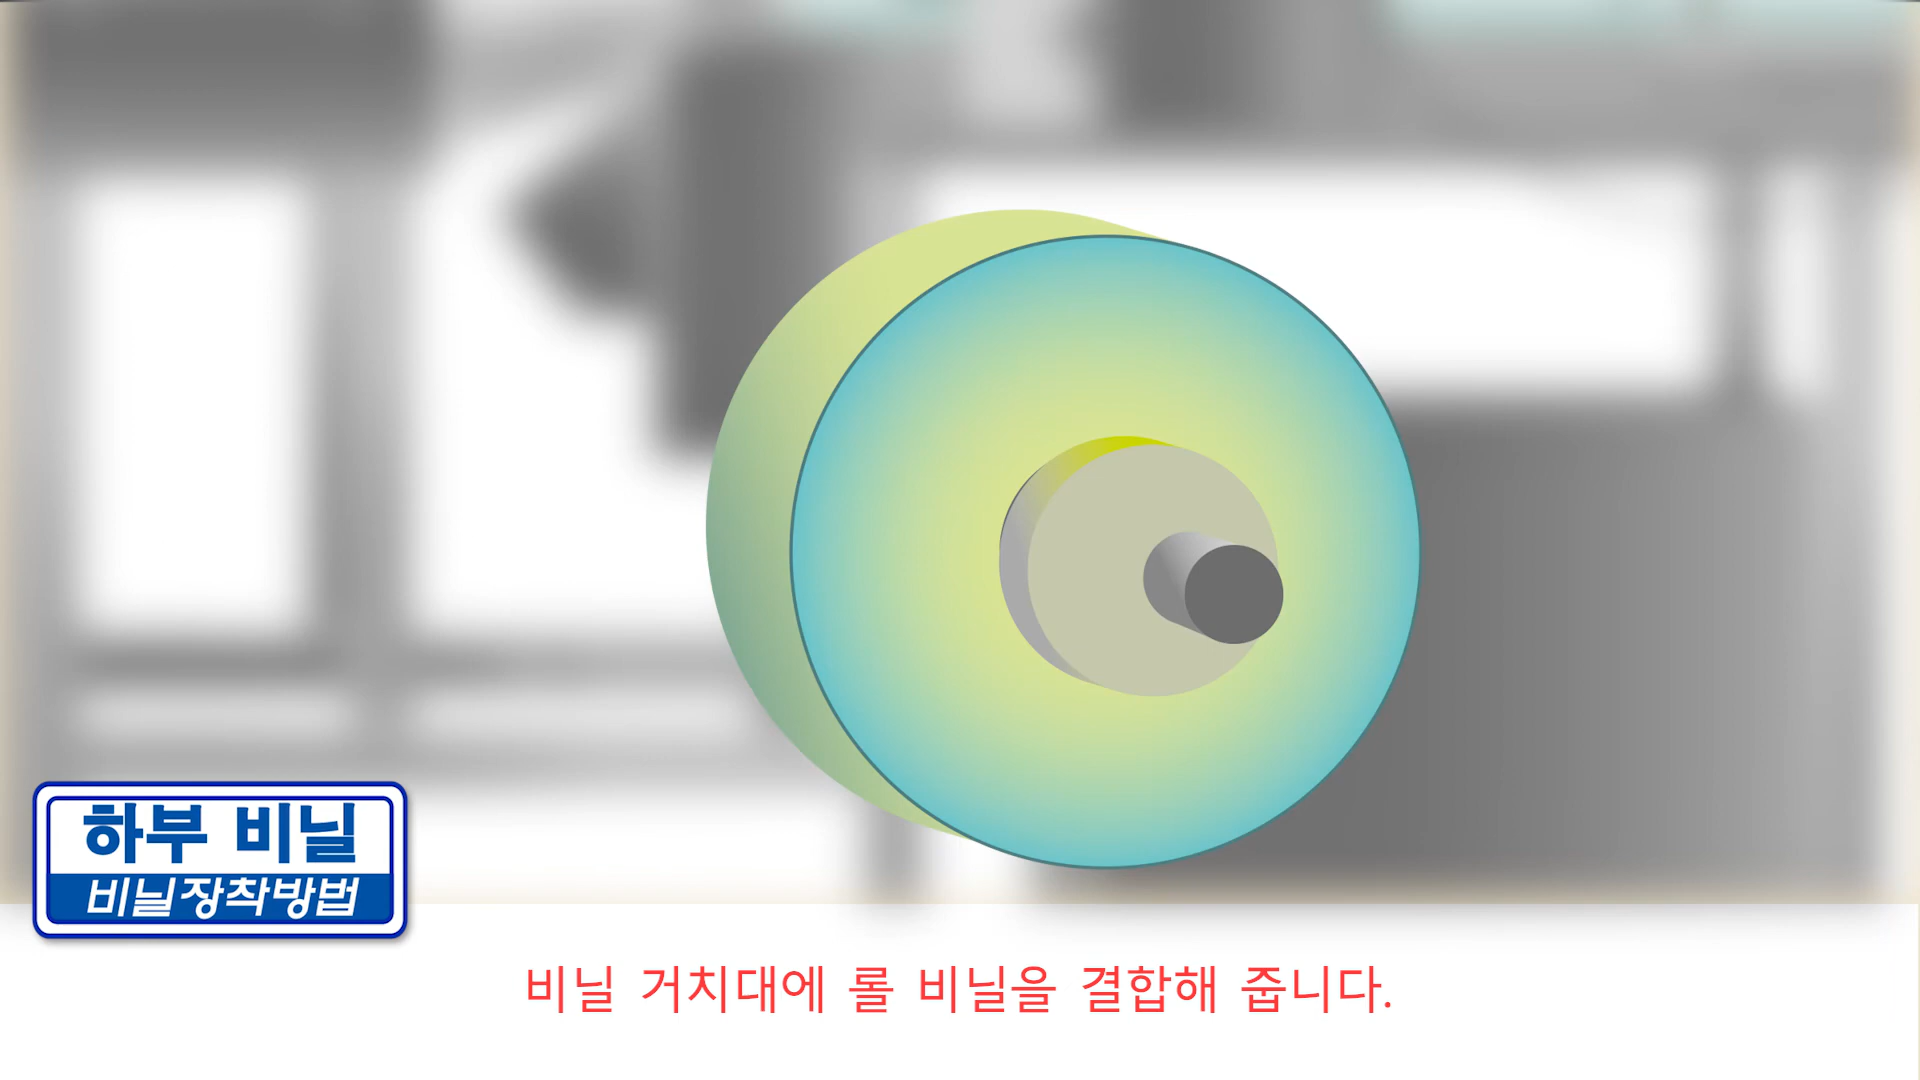 하부 비닐
비닐장착방법
비닐 거치대에 롤 비닐을 결합해 줍니다.